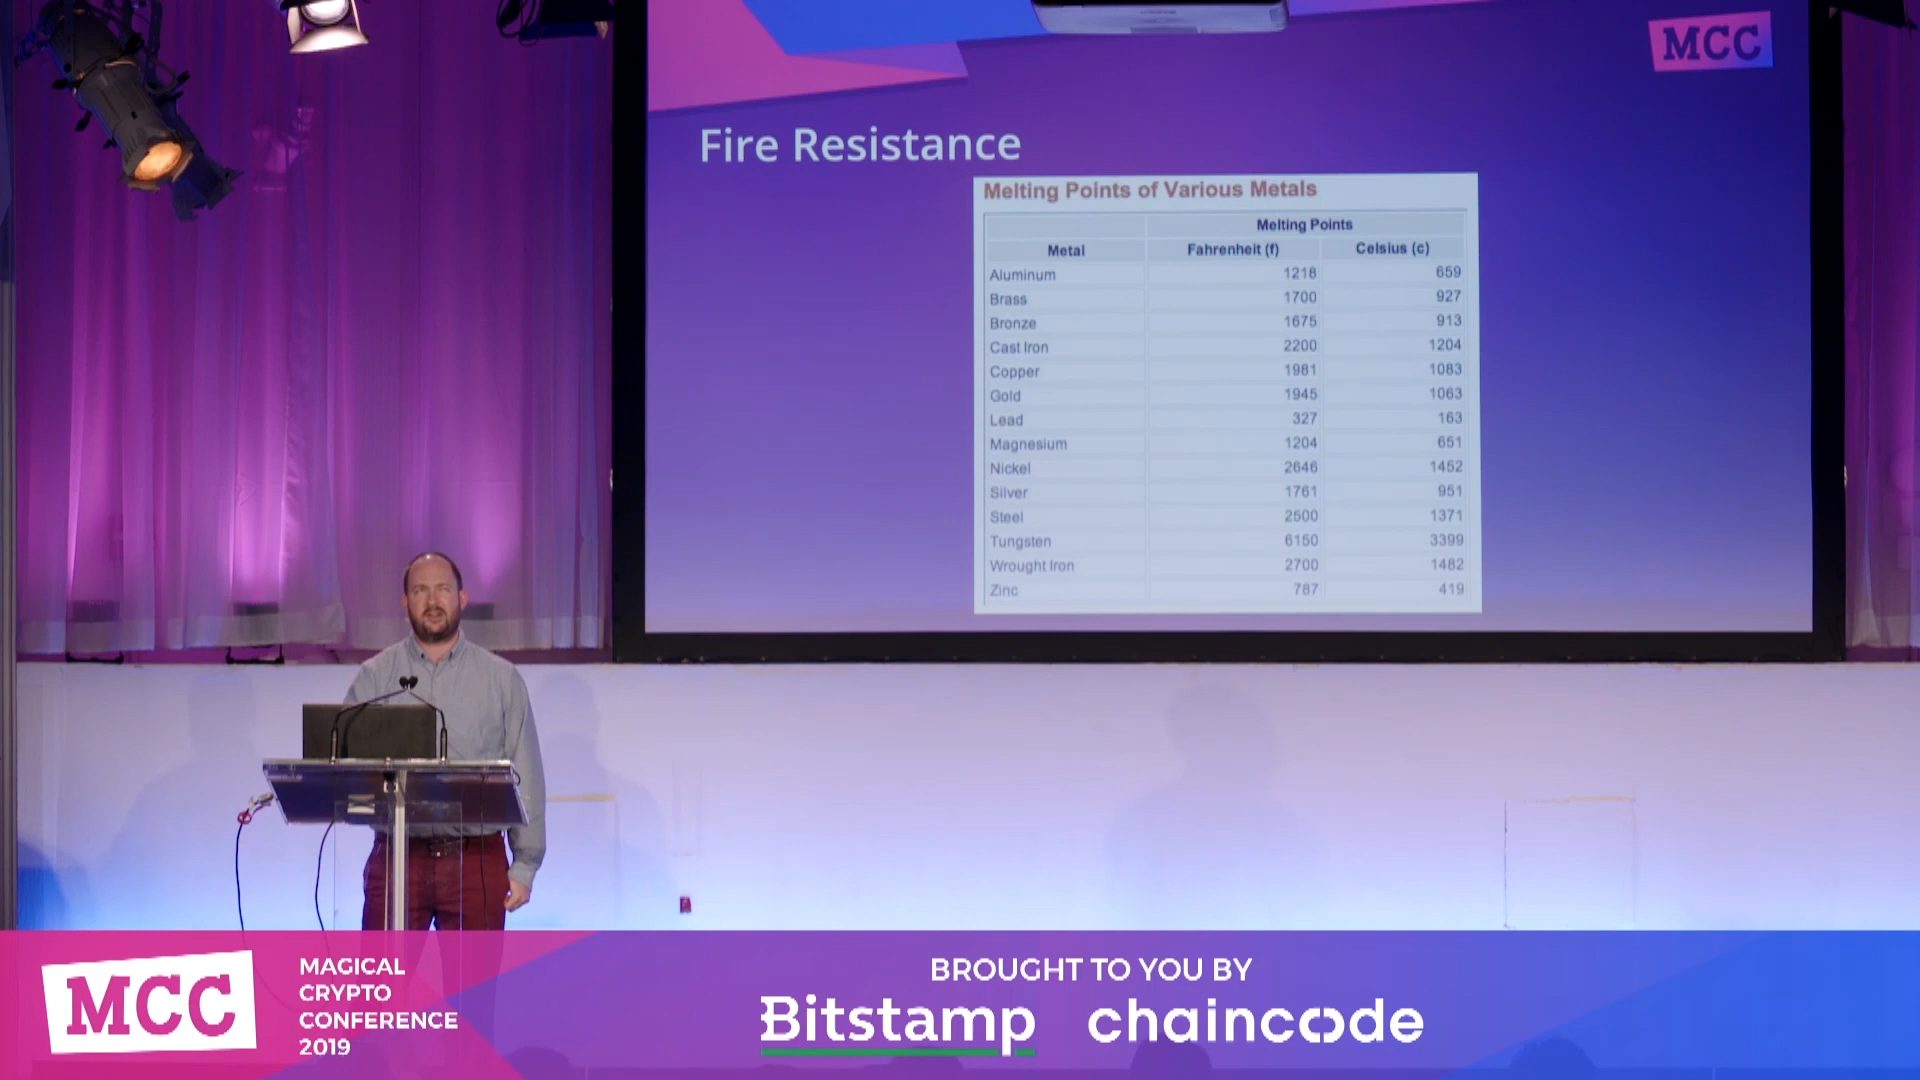 MCC
Fire Resistance
Melting Points of Various Metals
Melting Points
Metal Fahrenheit (f) Celsius (c)
Aluminum 1218 659
Brass 1700 927
Bronze 1675 913
Cast Iron 2200 1204
Copper 1981 1083
Gold 1945 1063
Lead 327 163
Magnesium 1204 651
Nickel 2646 1452
Silver 1761 951
Steel 2500 1371
Tungsten 6150 3399
Wrought Iron 2700 1482
Zinc 787 419
MCC
MAGICAL
CRYPTO
CONFERENCE
2019
BROUGHT TO YOU BY
Bitstamp chaincode